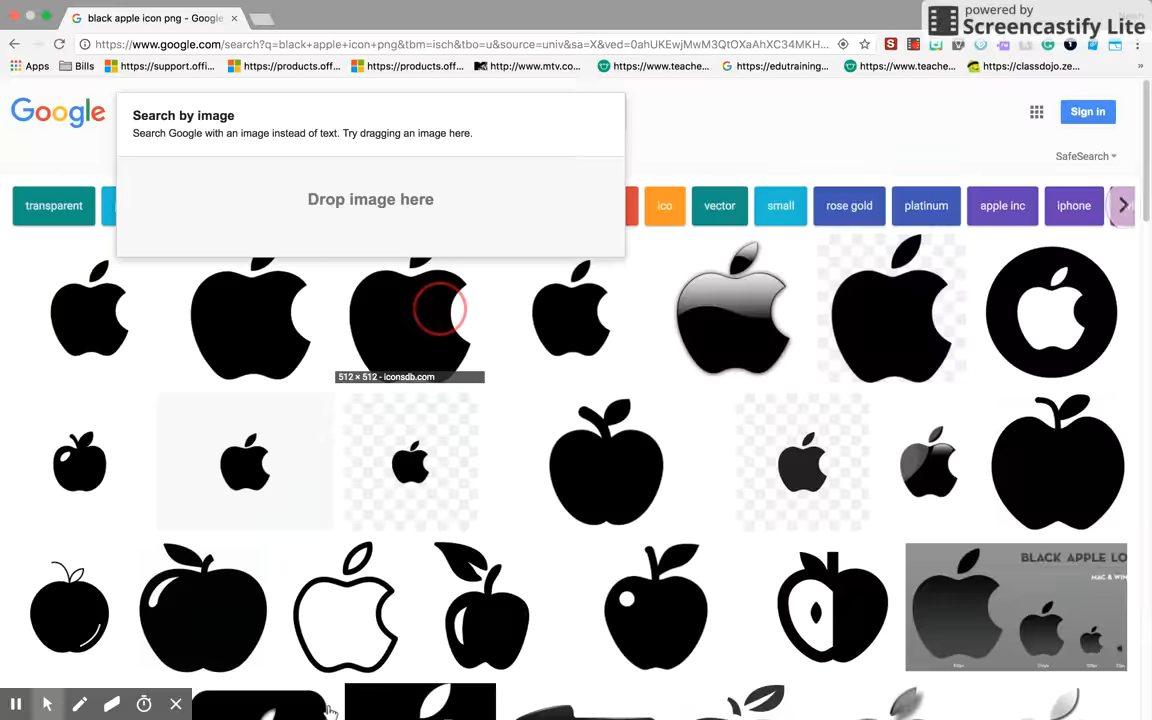 black apple icon png - Google
powered by
Screencastify Lite
https://www.google.com/search?q=black+apple+icon+png&tbm=isch&tbo=u&source=univ&sa=X&ved=0ahUKEwjMwM3QtOXaAhXC34MKH...
Apps Bills https://support.offi... https://products.off... https://products.off... http://www.mtv.co... https://www.teache... https://edutraining... https://www.teache... https://classdojo.ze... »
Google
Search by image
Search Google with an image instead of text. Try dragging an image here.
Drop image here
Sign in
SafeSearch
transparent ico vector small rose gold platinum apple inc iphone
512 × 512 - iconsdb.com
BLACK APPLE LO
MAC & WIN